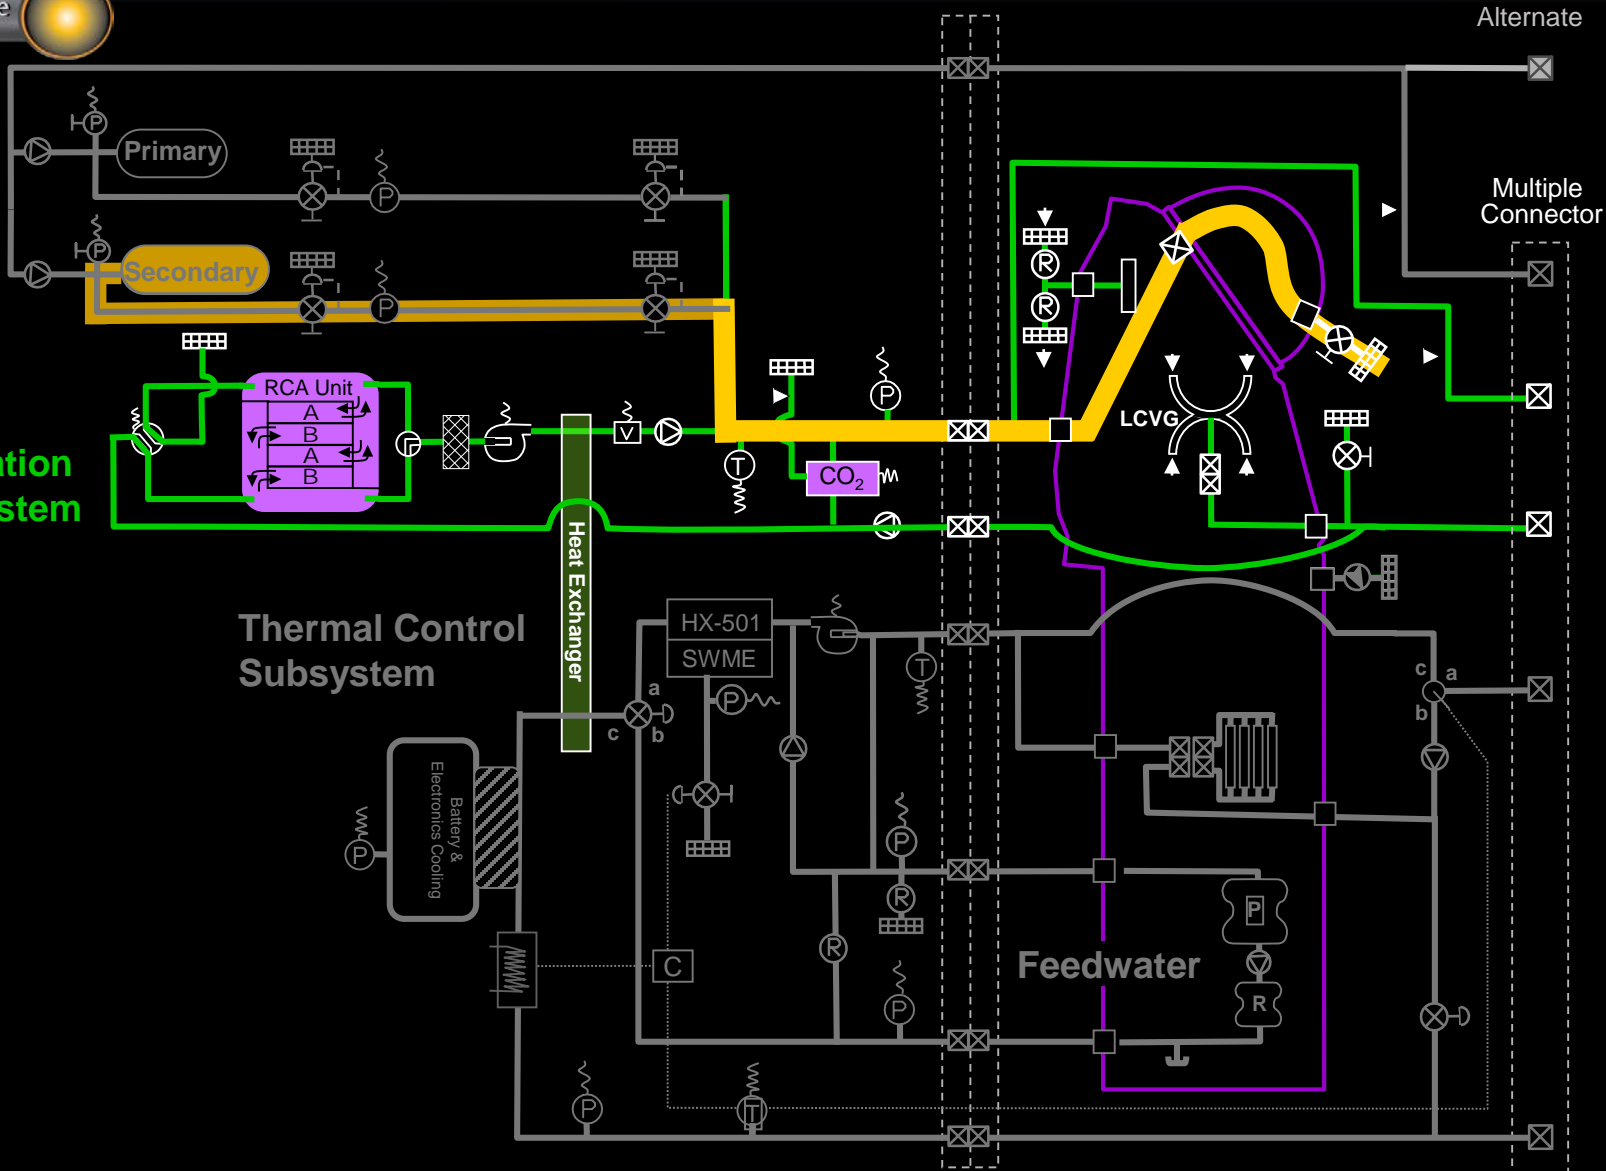 e
Alternate
P
Primary
P
Multiple
Connector
P
Secondary
P
R
R
RCA Unit
A
B
A
B
P
V
T
CO2
LCVG
ation
stem
Heat Exchanger
Thermal Control
Subsystem
HX-501
SWME
T
P
a
b
c
c
a
b
Battery &
Electronics Cooling
P
P
R
P
R
Feedwater
C
R
P
P
T